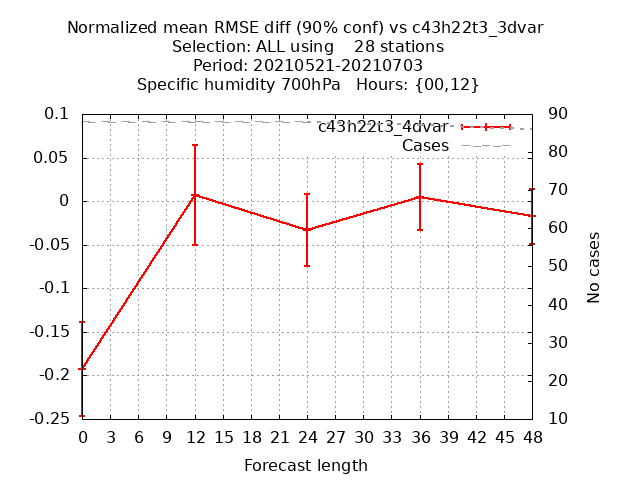 Normalized mean RMSE diff (90% conf) vs c43h22t3_3dvar
Selection: ALL using    28 stations
Period: 20210521-20210703
Specific humidity 700hPa   Hours: {00,12}
c43h22t3_4dvar
Cases
0.1
0.05
0
-0.05
-0.1
-0.15
-0.2
-0.25
90
80
70
60
50
40
30
20
10
No cases
0 3 6 9 12 15 18 21 24 27 30 33 36 39 42 45 48
Forecast length